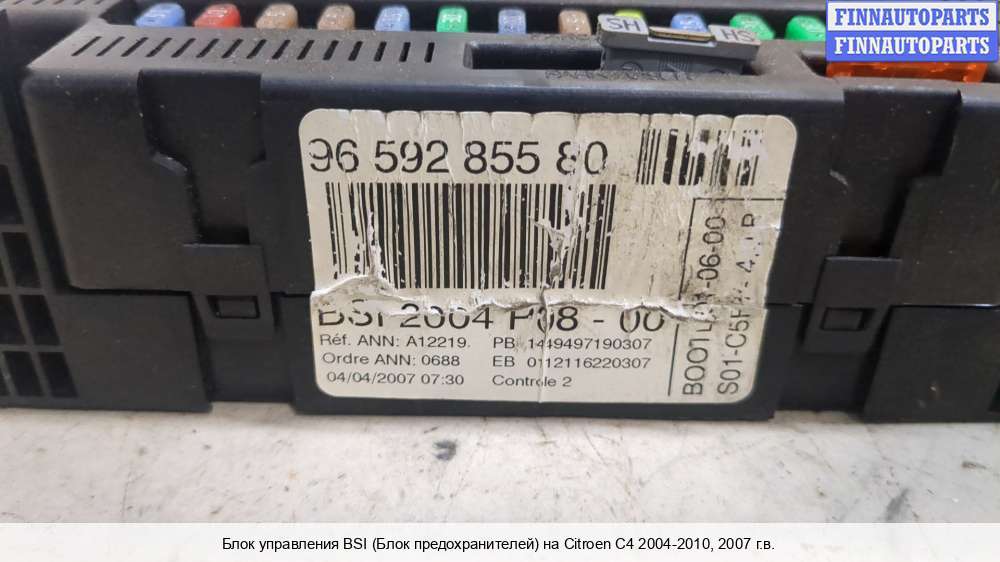 FINNAUTOPARTS
FINNAUTOPARTS
SH HS
96 592 855 80
BSI 2004 P08 - 00
Réf. ANN: A12219. PB 1449497190307
Ordre ANN: 0688 EB 0112116220307
04/04/2007 07:30 Controle 2
-06-00
Блок управления BSI (Блок предохранителей) на Citroen C4 2004-2010, 2007 г.в.